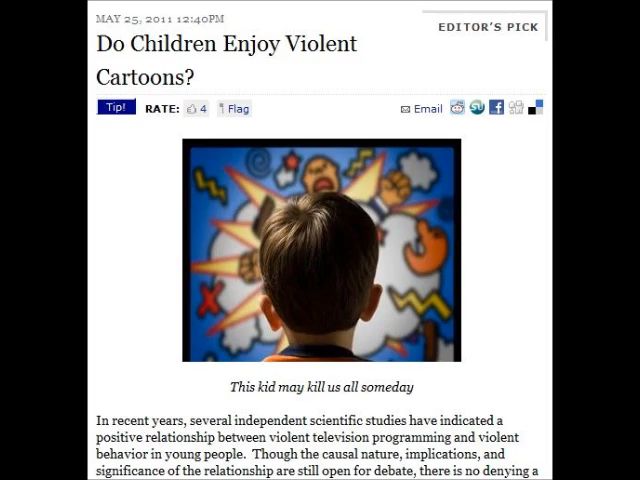 MAY 25, 2011 12:40PM
EDITOR'S PICK
Do Children Enjoy Violent
Cartoons?
Tip! RATE: 4 Flag Email
This kid may kill us all someday
In recent years, several independent scientific studies have indicated a
positive relationship between violent television programming and violent
behavior in young people.  Though the causal nature, implications, and
significance of the relationship are still open for debate, there is no denying a